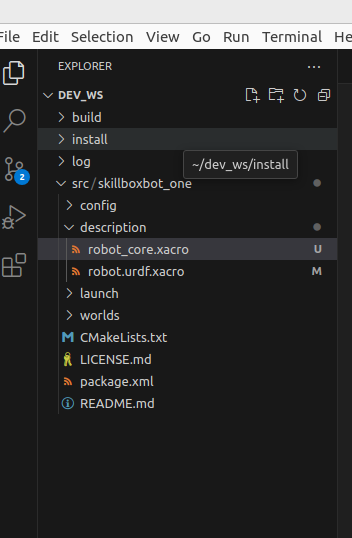 File Edit Selection View Go Run Terminal He
EXPLORER
DEV_WS
build
install
log
~/dev_ws/install
src/skillboxbot_one
2
config
description
robot_core.xacro U
robot.urdf.xacro M
launch
worlds
CMakeLists.txt
LICENSE.md
package.xml
README.md